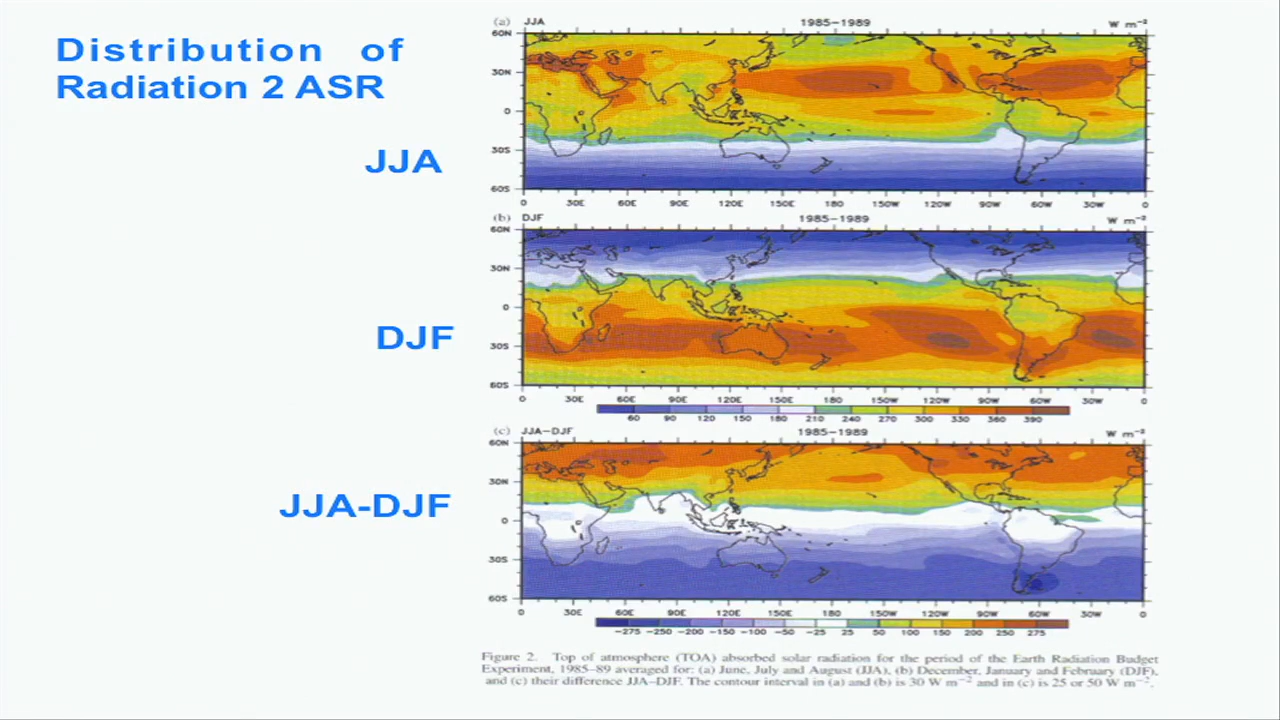 Distribution of
Radiation 2 ASR
JJA
DJF
JJA-DJF
(a) JJA 1985-1989 W m⁻²
60N
30N
0
30S
60S
0 30E 60E 90E 120E 150E 180 150W 120W 90W 60W 30W 0
(b) DJF 1985-1989 W m⁻²
60N
30N
0
30S
60S
0 30E 60E 90E 120E 150E 180 150W 120W 90W 60W 30W 0
60 90 120 150 180 210 240 270 300 330 360 390
(c) JJA-DJF 1985-1989 W m⁻²
60N
30N
0
30S
60S
0 30E 60E 90E 120E 150E 180 150W 120W 90W 60W 30W 0
-275 -250 -200 -150 -100 -50 -25 25 50 100 150 200 250 275
Figure 2. Top of atmosphere (TOA) absorbed solar radiation for the period of the Earth Radiation Budget
Experiment, 1985–89 averaged for: (a) June, July and August (JJA), (b) December, January and February (DJF),
and (c) their difference JJA–DJF. The contour interval in (a) and (b) is 30 W m⁻² and in (c) is 25 or 50 W m⁻².